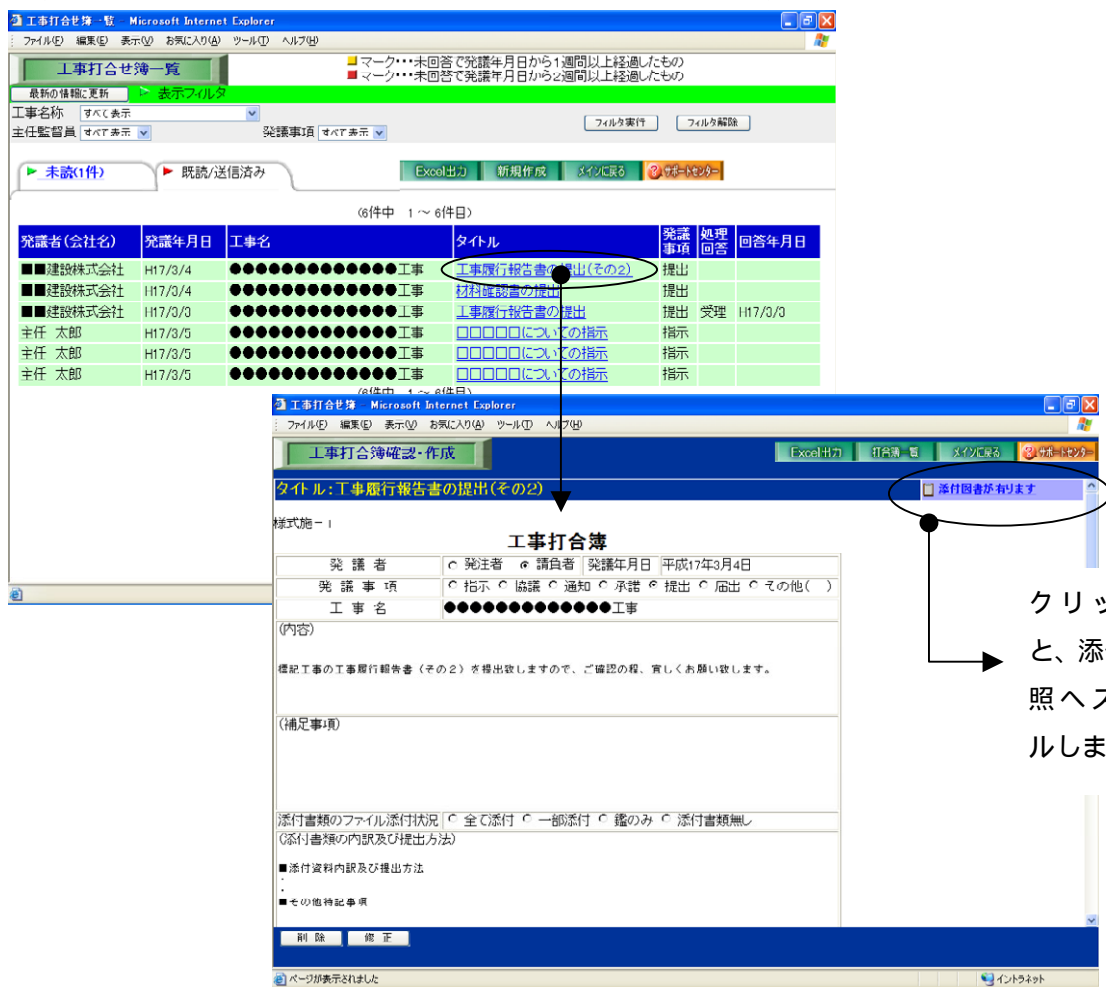 工事打合せ簿一覧 - Microsoft Internet Explorer
ファイル(F) 編集(E) 表示(V) お気に入り(A) ツール(T) ヘルプ(H)
工事打合せ簿一覧
マーク・・・未回答で発議年月日から1週間以上経過したもの
マーク・・・未回答で発議年月日から2週間以上経過したもの
最新の情報に更新 表示フィルタ
工事名称 すべて表示
主任監督員 すべて表示 発議事項 すべて表示 フィルタ実行 フィルタ解除
未読(1件) 既読/送信済み Excel出力 新規作成 メインに戻る サポートセンター
(6件中 1 ～ 6件目)
発議者(会社名) 発議年月日 工事名 タイトル 発議事項 処理回答 回答年月日
■■建設株式会社 H17/3/4 ●●●●●●●●●●●●●工事 工事履行報告書の提出(その2) 提出
■■建設株式会社 H17/3/4 ●●●●●●●●●●●●●工事 材料確認書の提出 提出
■■建設株式会社 H17/3/3 ●●●●●●●●●●●●●工事 工事履行報告書の提出 提出 受理 H17/3/3
主任 太郎 H17/3/5 ●●●●●●●●●●●●●工事 □□□□□についての指示 指示
主任 太郎 H17/3/5 ●●●●●●●●●●●●●工事 □□□□□についての指示 指示
主任 太郎 H17/3/5 ●●●●●●●●●●●●●工事 □□□□□についての指示 指示
(6件中 1 ～ 6件目)
工事打合せ簿 - Microsoft Internet Explorer
ファイル(F) 編集(E) 表示(V) お気に入り(A) ツール(T) ヘルプ(H)
工事打合簿確認・作成 Excel出力 打合簿一覧 メインに戻る サポートセンター
タイトル:工事履行報告書の提出(その2) 添付図書が有ります
様式施－1
工事打合簿
発 議 者 発注者 請負者 発議年月日 平成17年3月4日
発 議 事 項 指示 協議 通知 承諾 提出 届出 その他( )
工 事 名 ●●●●●●●●●●●●●工事
(内容)
標記工事の工事履行報告書（その２）を提出致しますので、ご確認の程、宜しくお願い致します。
(補足事項)
添付書類のファイル添付状況 全て添付 一部添付 鑑のみ 添付書類無し
(添付書類の内訳及び提出方法)
■添付資料内訳及び提出方法
・
・
■その他特記事項
削 除 修 正
ページが表示されました イントラネット
クリッ
と、添
照へス
ルしま